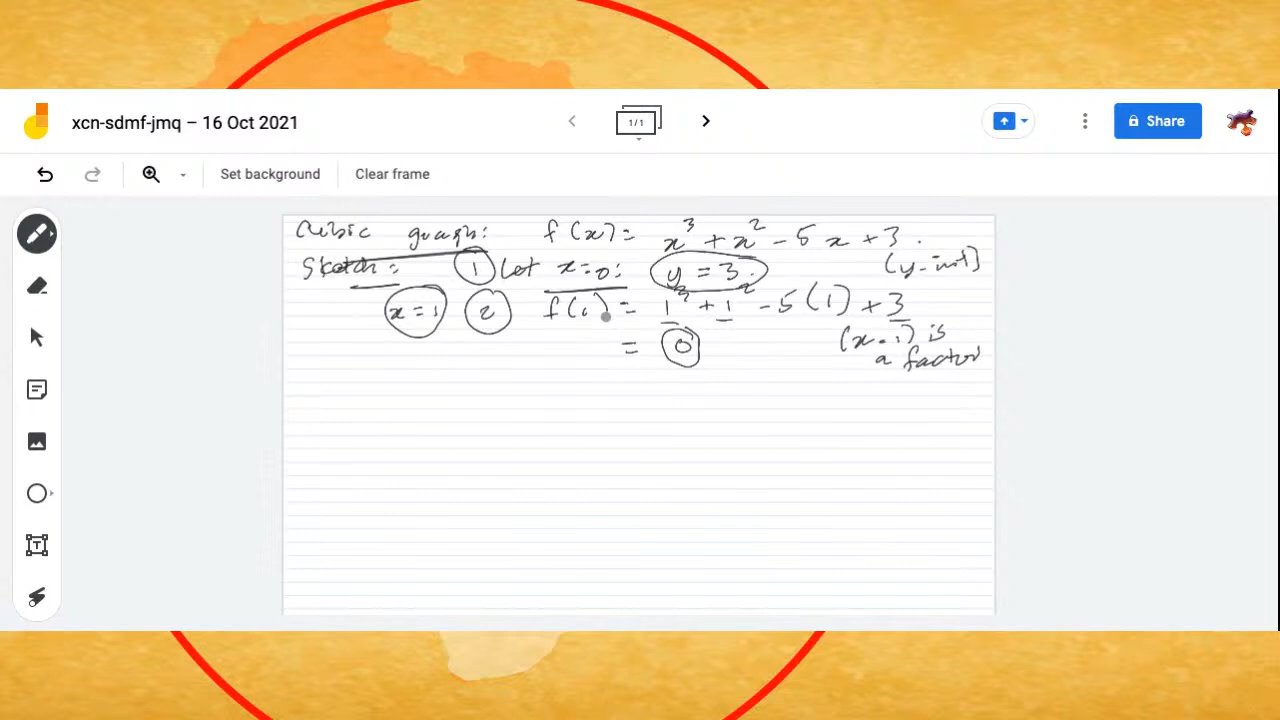 xcn-sdmf-jmq – 16 Oct 2021
1/1
Share
Set background
Clear frame
Cubic graph: f(x) = x³ + x² - 5x + 3.
Sketch: ① Let x=0: y = 3. (y-int)
x=1 ② f(1) = 1³ + 1² - 5(1) + 3
= 0
(x-1) is
a factor
T